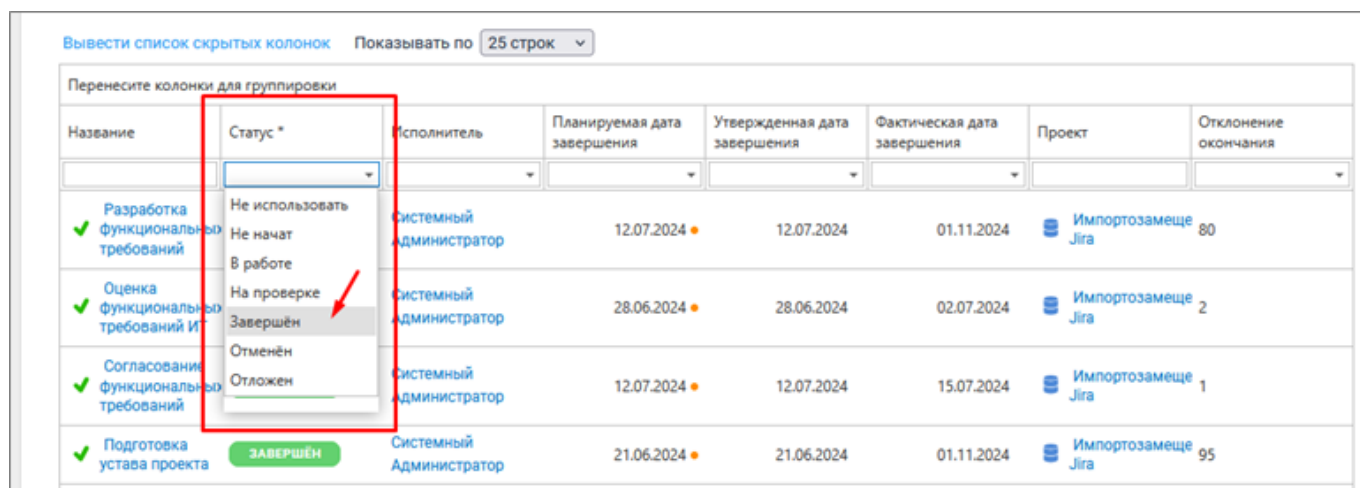 Вывести список скрытых колонок Показывать по 25 строк
Перенесите колонки для группировки
Название Статус * Исполнитель Планируемая дата завершения Утвержденная дата завершения Фактическая дата завершения Проект Отклонение окончания
Не использовать
Не начат
В работе
На проверке
Завершён
Отменён
Отложен
Разработка функциональных требований Системный Администратор 12.07.2024 12.07.2024 01.11.2024 Импортозамеще Jira 80
Оценка функциональных требований ИТ Системный Администратор 28.06.2024 28.06.2024 02.07.2024 Импортозамеще Jira 2
Согласование функциональных требований Системный Администратор 12.07.2024 12.07.2024 15.07.2024 Импортозамеще Jira 1
Подготовка устава проекта ЗАВЕРШЁН Системный Администратор 21.06.2024 21.06.2024 01.11.2024 Импортозамеще Jira 95